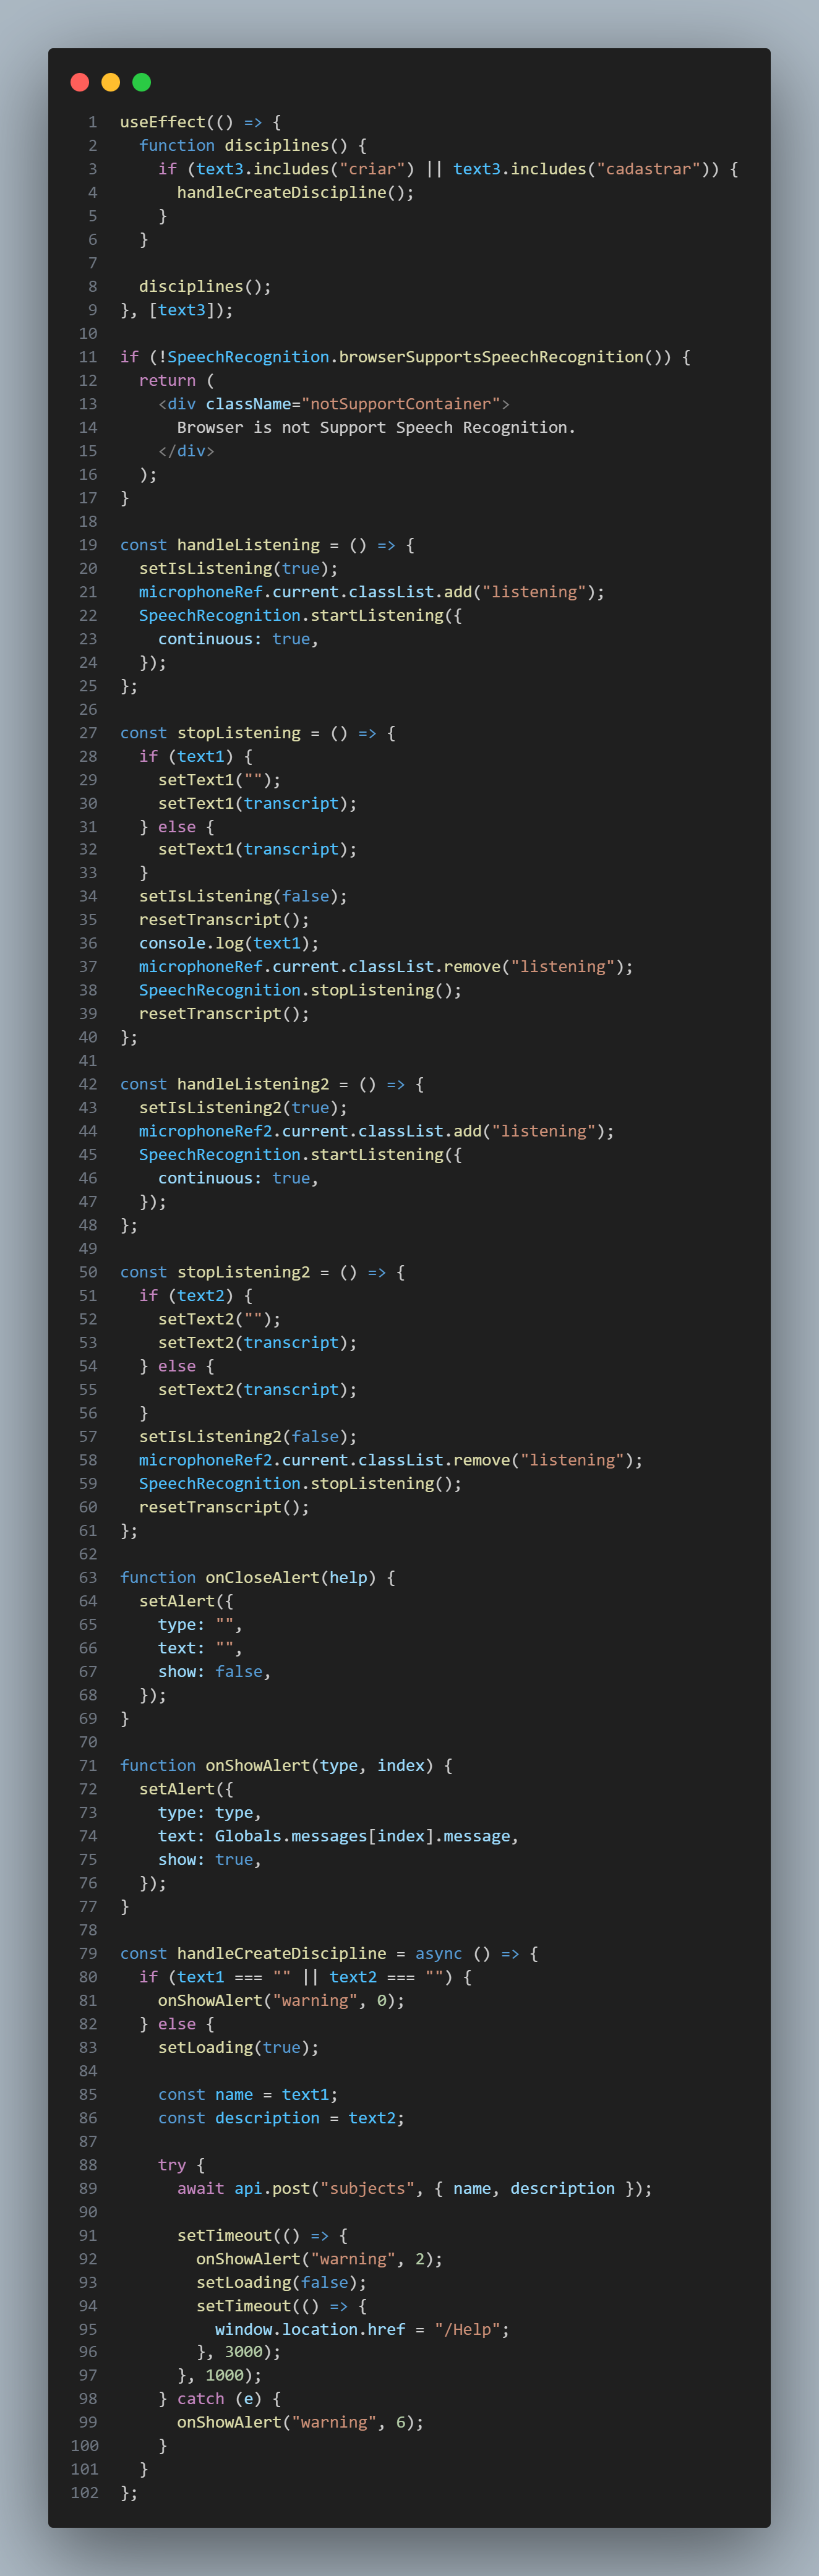 1 useEffect(() => {
2   function disciplines() {
3     if (text3.includes("criar") || text3.includes("cadastrar")) {
4       handleCreateDiscipline();
5     }
6   }
7
8   disciplines();
9 }, [text3]);
10
11 if (!SpeechRecognition.browserSupportsSpeechRecognition()) {
12   return (
13     <div className="notSupportContainer">
14       Browser is not Support Speech Recognition.
15     </div>
16   );
17 }
18
19 const handleListening = () => {
20   setIsListening(true);
21   microphoneRef.current.classList.add("listening");
22   SpeechRecognition.startListening({
23     continuous: true,
24   });
25 };
26
27 const stopListening = () => {
28   if (text1) {
29     setText1("");
30     setText1(transcript);
31   } else {
32     setText1(transcript);
33   }
34   setIsListening(false);
35   resetTranscript();
36   console.log(text1);
37   microphoneRef.current.classList.remove("listening");
38   SpeechRecognition.stopListening();
39   resetTranscript();
40 };
41
42 const handleListening2 = () => {
43   setIsListening2(true);
44   microphoneRef2.current.classList.add("listening");
45   SpeechRecognition.startListening({
46     continuous: true,
47   });
48 };
49
50 const stopListening2 = () => {
51   if (text2) {
52     setText2("");
53     setText2(transcript);
54   } else {
55     setText2(transcript);
56   }
57   setIsListening2(false);
58   microphoneRef2.current.classList.remove("listening");
59   SpeechRecognition.stopListening();
60   resetTranscript();
61 };
62
63 function onCloseAlert(help) {
64   setAlert({
65     type: "",
66     text: "",
67     show: false,
68   });
69 }
70
71 function onShowAlert(type, index) {
72   setAlert({
73     type: type,
74     text: Globals.messages[index].message,
75     show: true,
76   });
77 }
78
79 const handleCreateDiscipline = async () => {
80   if (text1 === "" || text2 === "") {
81     onShowAlert("warning", 0);
82   } else {
83     setLoading(true);
84
85     const name = text1;
86     const description = text2;
87
88     try {
89       await api.post("subjects", { name, description });
90
91       setTimeout(() => {
92         onShowAlert("warning", 2);
93         setLoading(false);
94         setTimeout(() => {
95           window.location.href = "/Help";
96         }, 3000);
97       }, 1000);
98     } catch (e) {
99       onShowAlert("warning", 6);
100     }
101   }
102 };